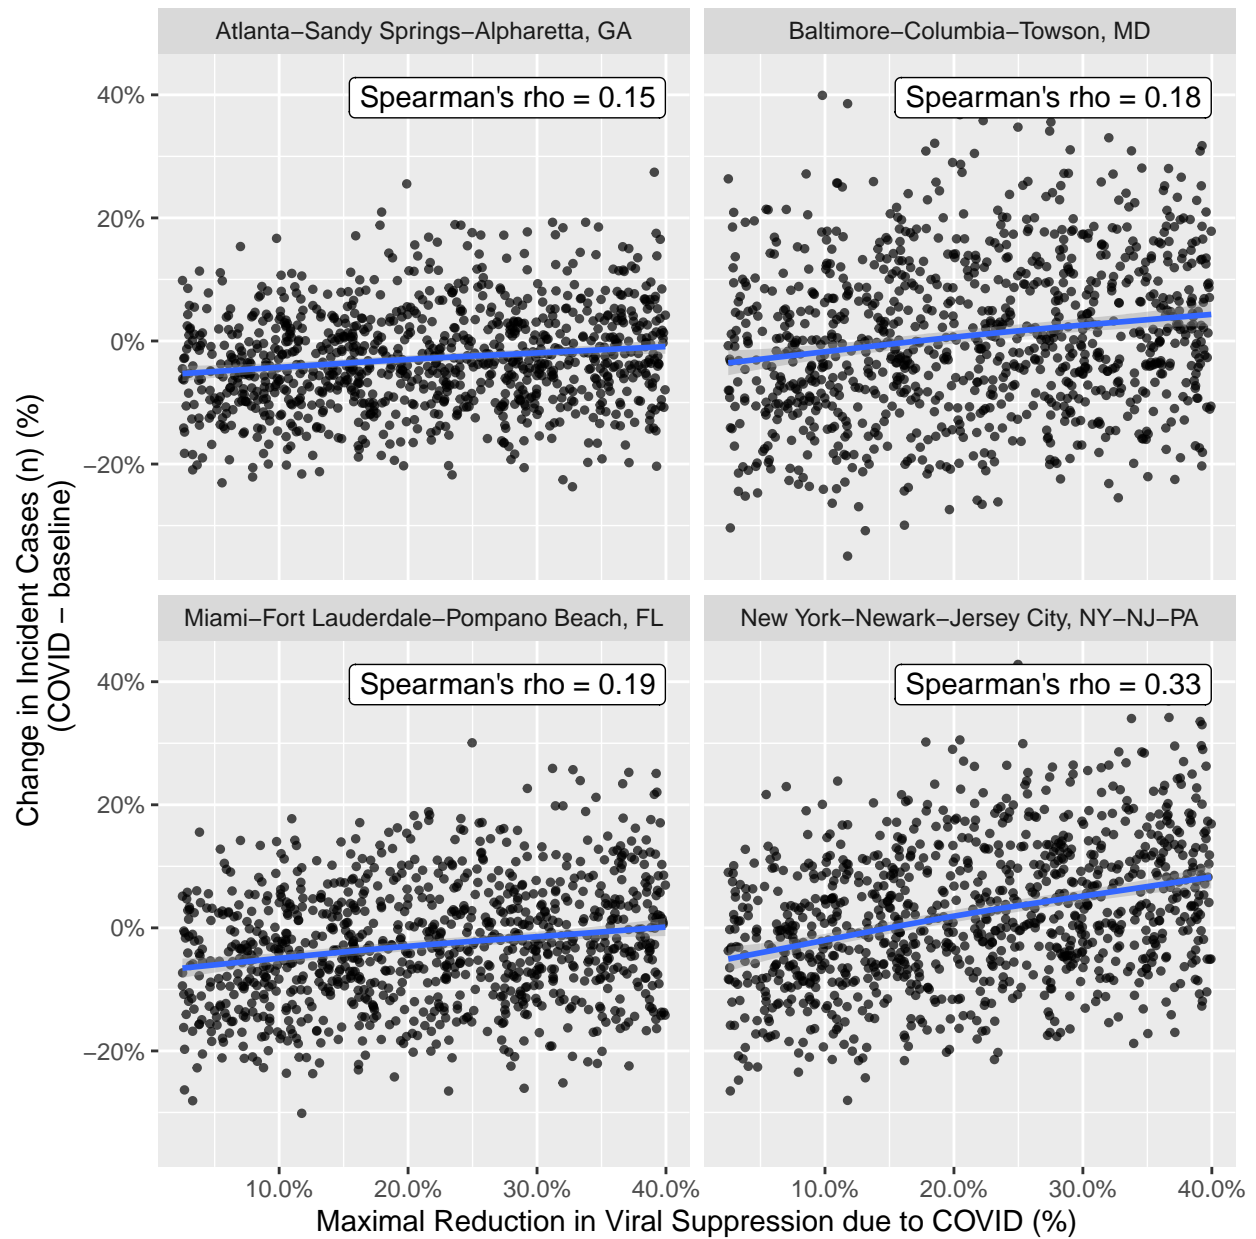 Atlanta−Sandy Springs−Alpharetta, GA
Baltimore−Columbia−Towson, MD
Spearman's rho = 0.15
Spearman's rho = 0.18
40%
20%
0%
−20%
Miami−Fort Lauderdale−Pompano Beach, FL
New York−Newark−Jersey City, NY−NJ−PA
Spearman's rho = 0.19
Spearman's rho = 0.33
40%
20%
0%
−20%
10.0%
20.0%
30.0%
40.0%
10.0%
20.0%
30.0%
40.0%
Change in Incident Cases (n) (%)
(COVID − baseline)
Maximal Reduction in Viral Suppression due to COVID (%)